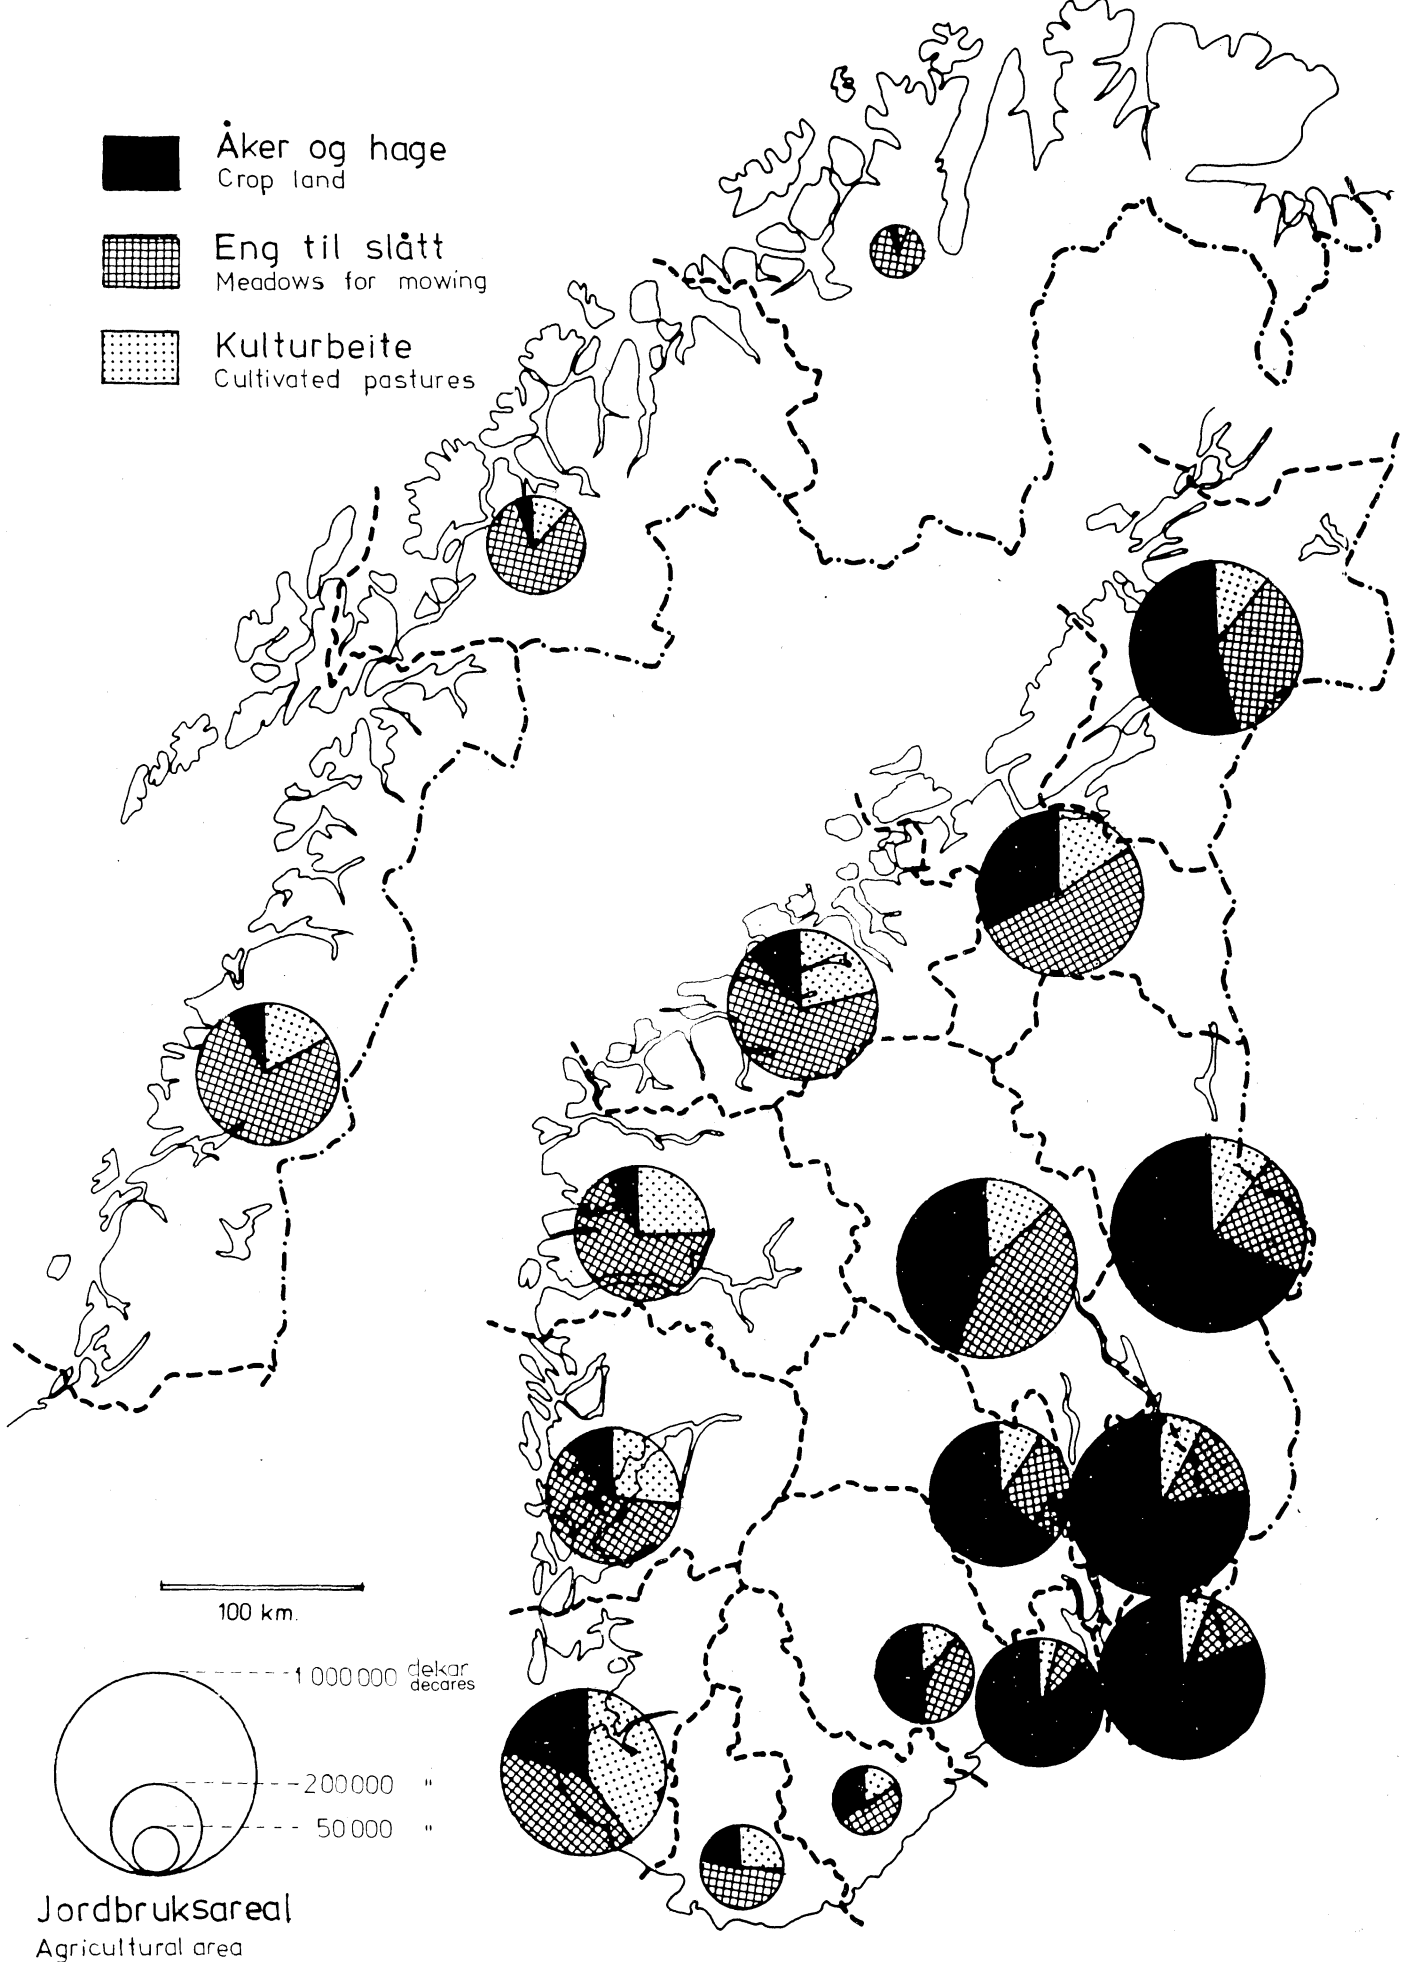 Åker og hage
Crop land
Eng til slått
Meadows for mowing
Kulturbeite
Cultivated pastures
100 km.
1 000 000 dekar
decares
200 000 "
50 000 "
Jordbruksareal
Agricultural area